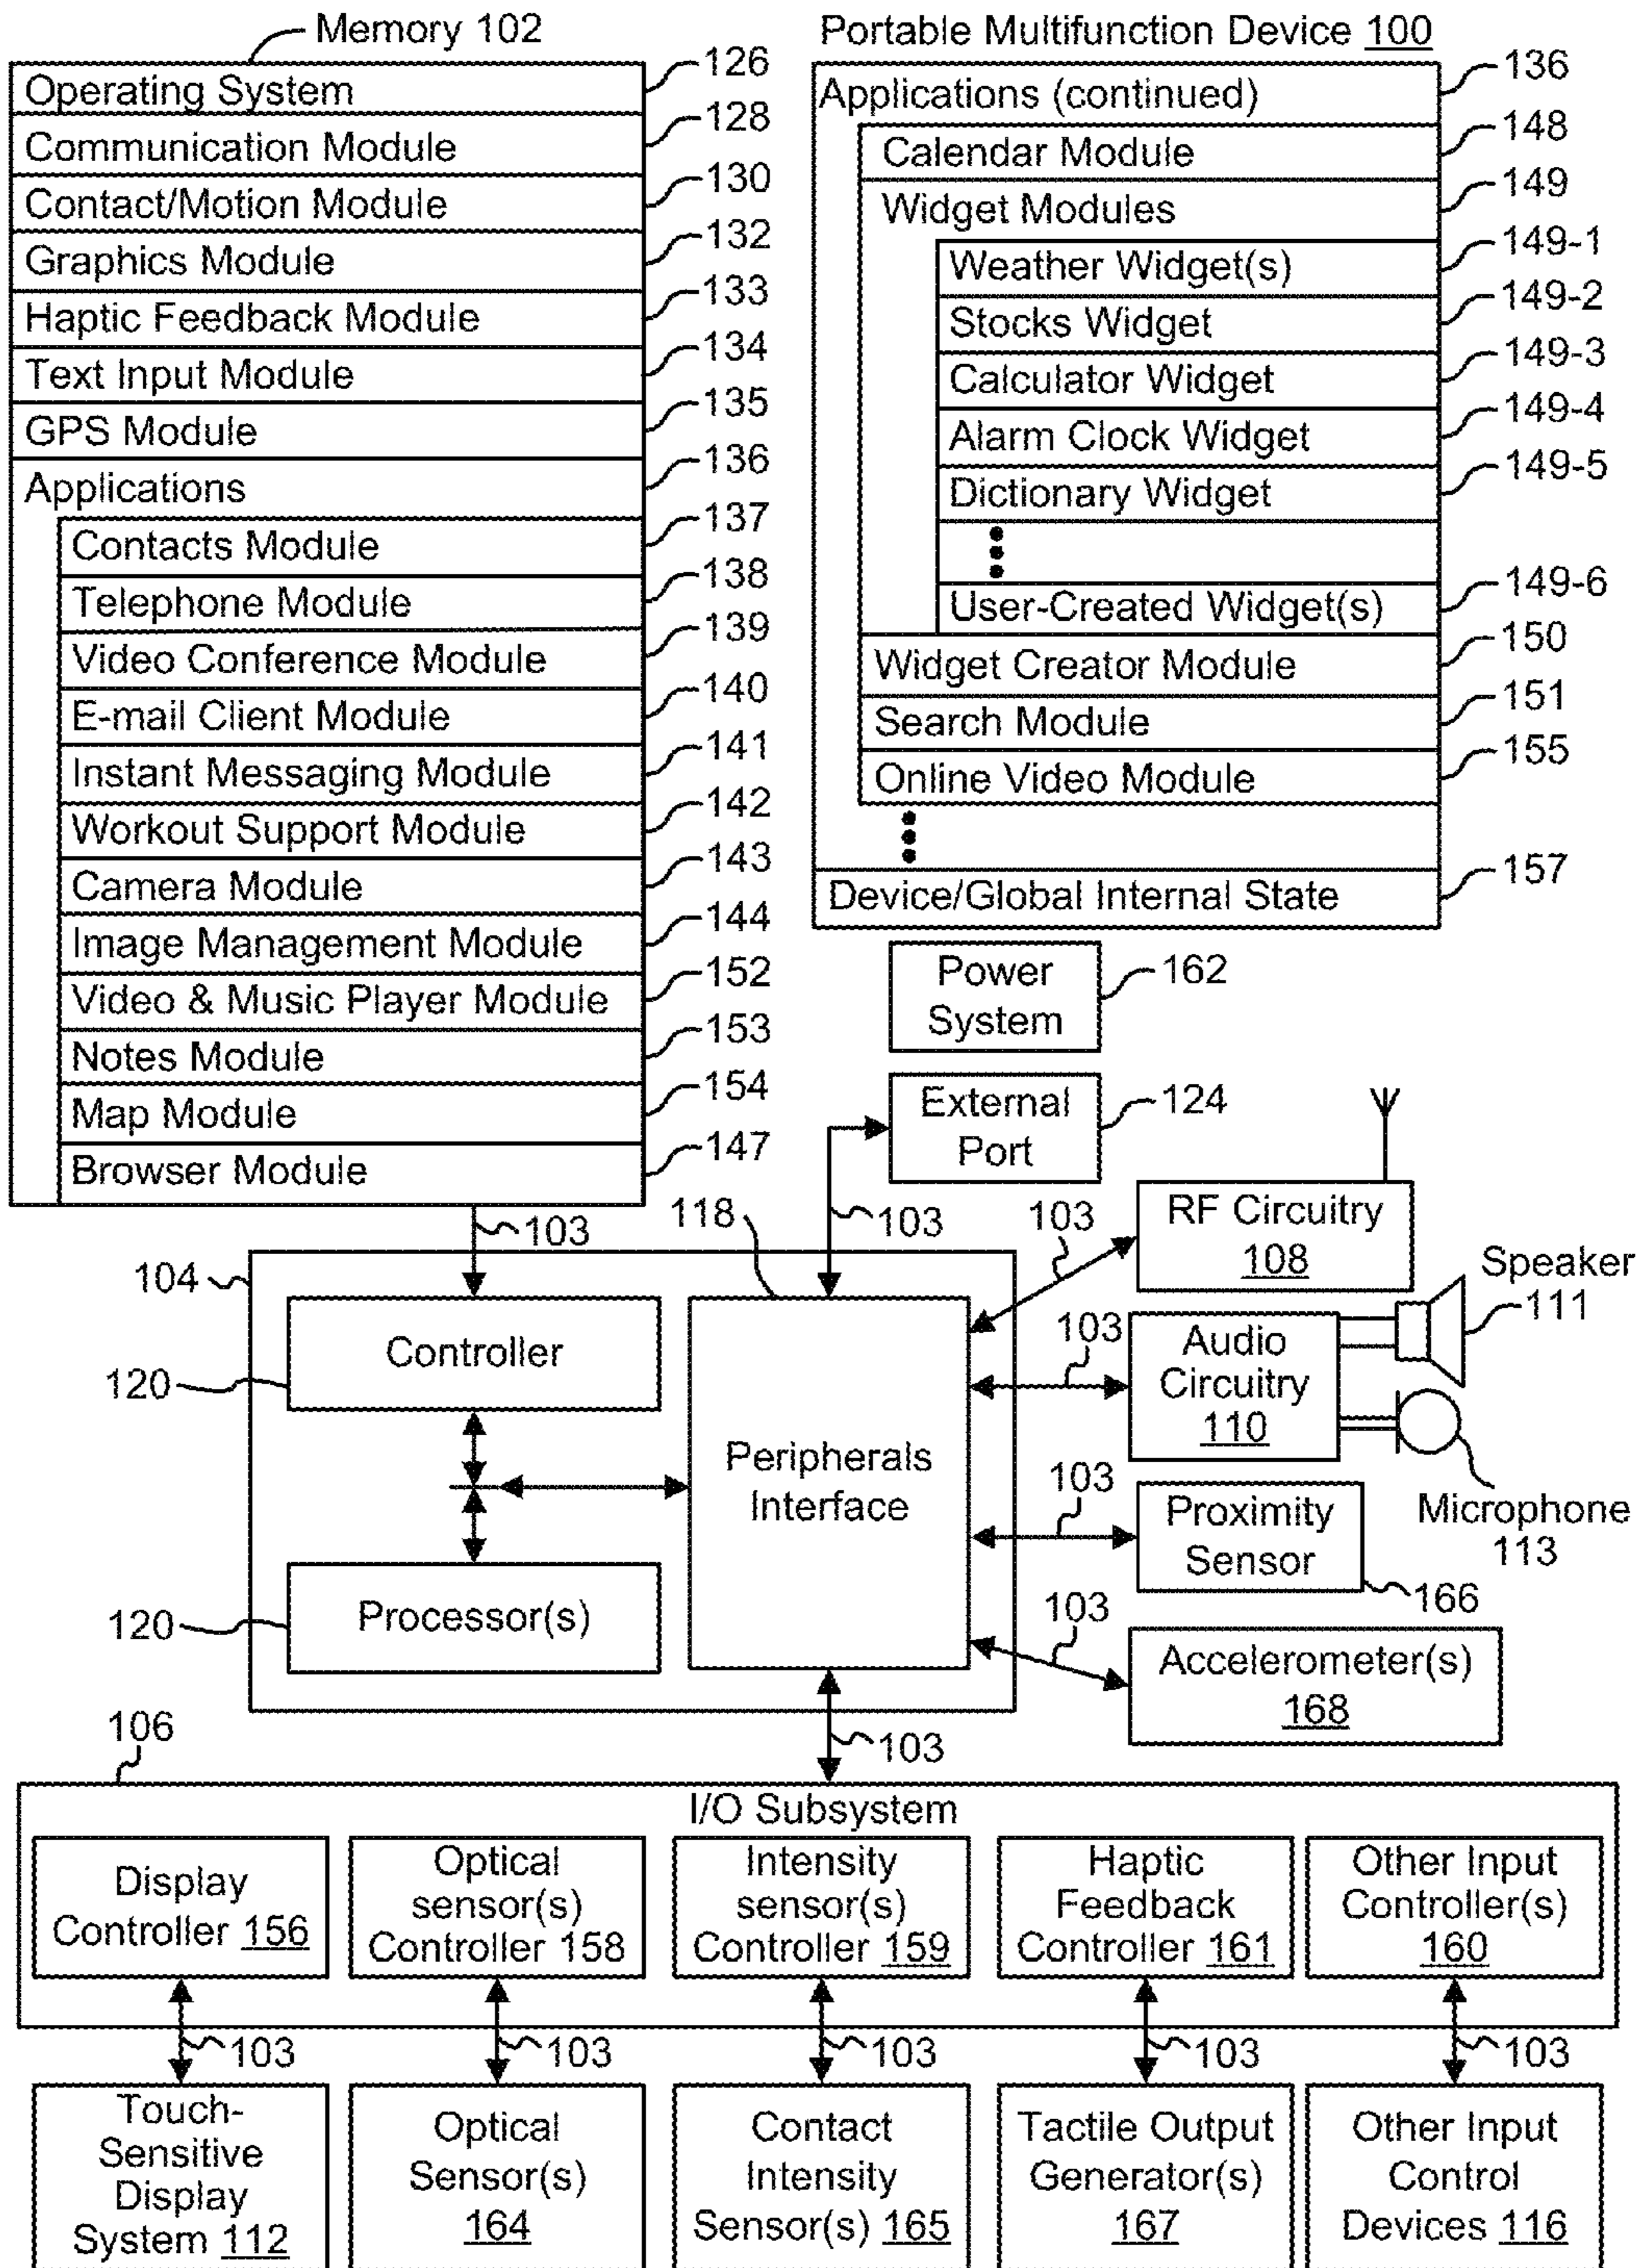 Memory 102
Operating System 126
Communication Module 128
Contact/Motion Module 130
Graphics Module 132
Haptic Feedback Module 133
Text Input Module 134
GPS Module 135
Applications 136
Contacts Module 137
Telephone Module 138
Video Conference Module 139
E-mail Client Module 140
Instant Messaging Module 141
Workout Support Module 142
Camera Module 143
Image Management Module 144
Video & Music Player Module 152
Notes Module 153
Map Module 154
Browser Module 147
Portable Multifunction Device 100
Applications (continued) 136
Calendar Module 148
Widget Modules 149
Weather Widget(s) 149-1
Stocks Widget 149-2
Calculator Widget 149-3
Alarm Clock Widget 149-4
Dictionary Widget 149-5
User-Created Widget(s) 149-6
Widget Creator Module 150
Search Module 151
Online Video Module 155
Device/Global Internal State 157
Power
System
162
External
Port
124
103
118
103
103
RF Circuitry
108
104
Controller
120
Processor(s)
120
Peripherals
Interface
103
Audio
Circuitry
110
Speaker
111
Microphone
113
103
Proximity
Sensor
166
103
Accelerometer(s)
168
103
106
I/O Subsystem
Display
Controller 156
Optical
sensor(s)
Controller 158
Intensity
sensor(s)
Controller 159
Haptic
Feedback
Controller 161
Other Input
Controller(s)
160
103
103
103
103
103
Touch-
Sensitive
Display
System 112
Optical
Sensor(s)
164
Contact
Intensity
Sensor(s) 165
Tactile Output
Generator(s)
167
Other Input
Control
Devices 116